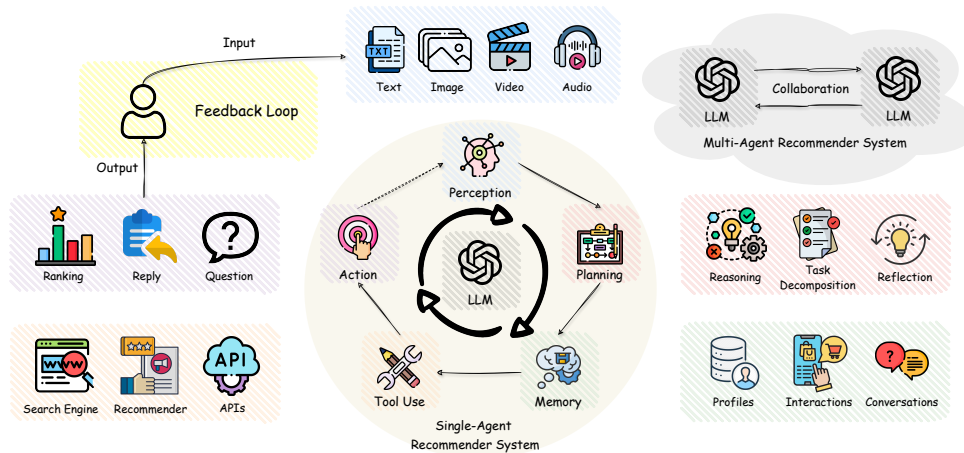 Input
TXT
Text
Image
Video
Audio
Feedback Loop
Output
LLM
Collaboration
LLM
Multi-Agent Recommender System
Perception
Action
LLM
Planning
Tool Use
Memory
Single-Agent
Recommender System
?
Ranking
Reply
Question
Reasoning
Task
Decomposition
Reflection
www
API
Search Engine
Recommender
APIs
?
Profiles
Interactions
Conversations